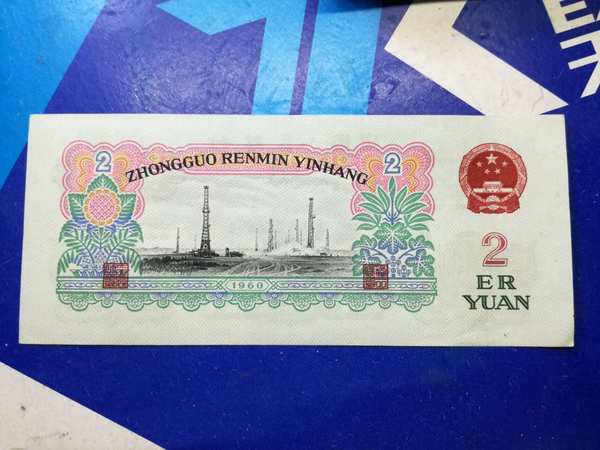 2
2
ZHONGGUO RENMIN YINHANG
1960
2
ER
YUAN